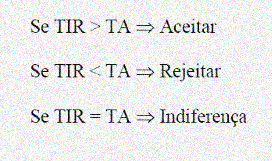 Se TIR > TA ⇒ Aceitar
Se TIR < TA ⇒ Rejeitar
Se TIR = TA ⇒ Indiferença